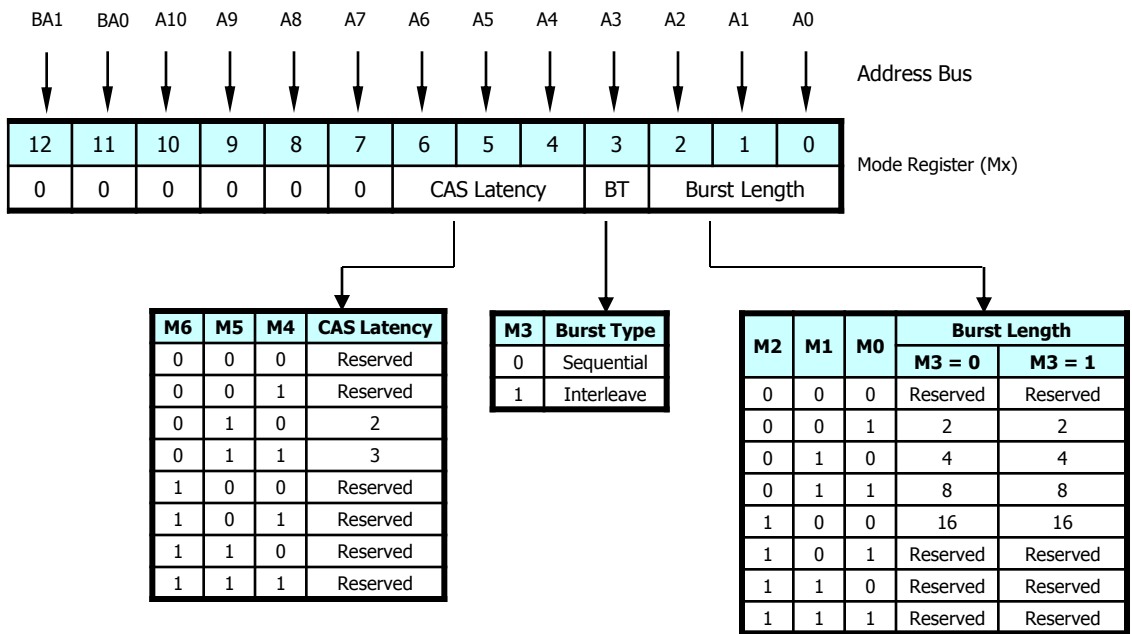 BA1 BA0 A10 A9 A8 A7 A6 A5 A4 A3 A2 A1 A0
Address Bus
12 11 10 9 8 7 6 5 4 3 2 1 0
Mode Register (Mx)
0 0 0 0 0 0 CAS Latency BT Burst Length
M6 M5 M4 CAS Latency
0 0 0 Reserved
0 0 1 Reserved
0 1 0 2
0 1 1 3
1 0 0 Reserved
1 0 1 Reserved
1 1 0 Reserved
1 1 1 Reserved
M3 Burst Type
0 Sequential
1 Interleave
M2 M1 M0 Burst Length
M3 = 0 M3 = 1
0 0 0 Reserved Reserved
0 0 1 2 2
0 1 0 4 4
0 1 1 8 8
1 0 0 16 16
1 0 1 Reserved Reserved
1 1 0 Reserved Reserved
1 1 1 Reserved Reserved